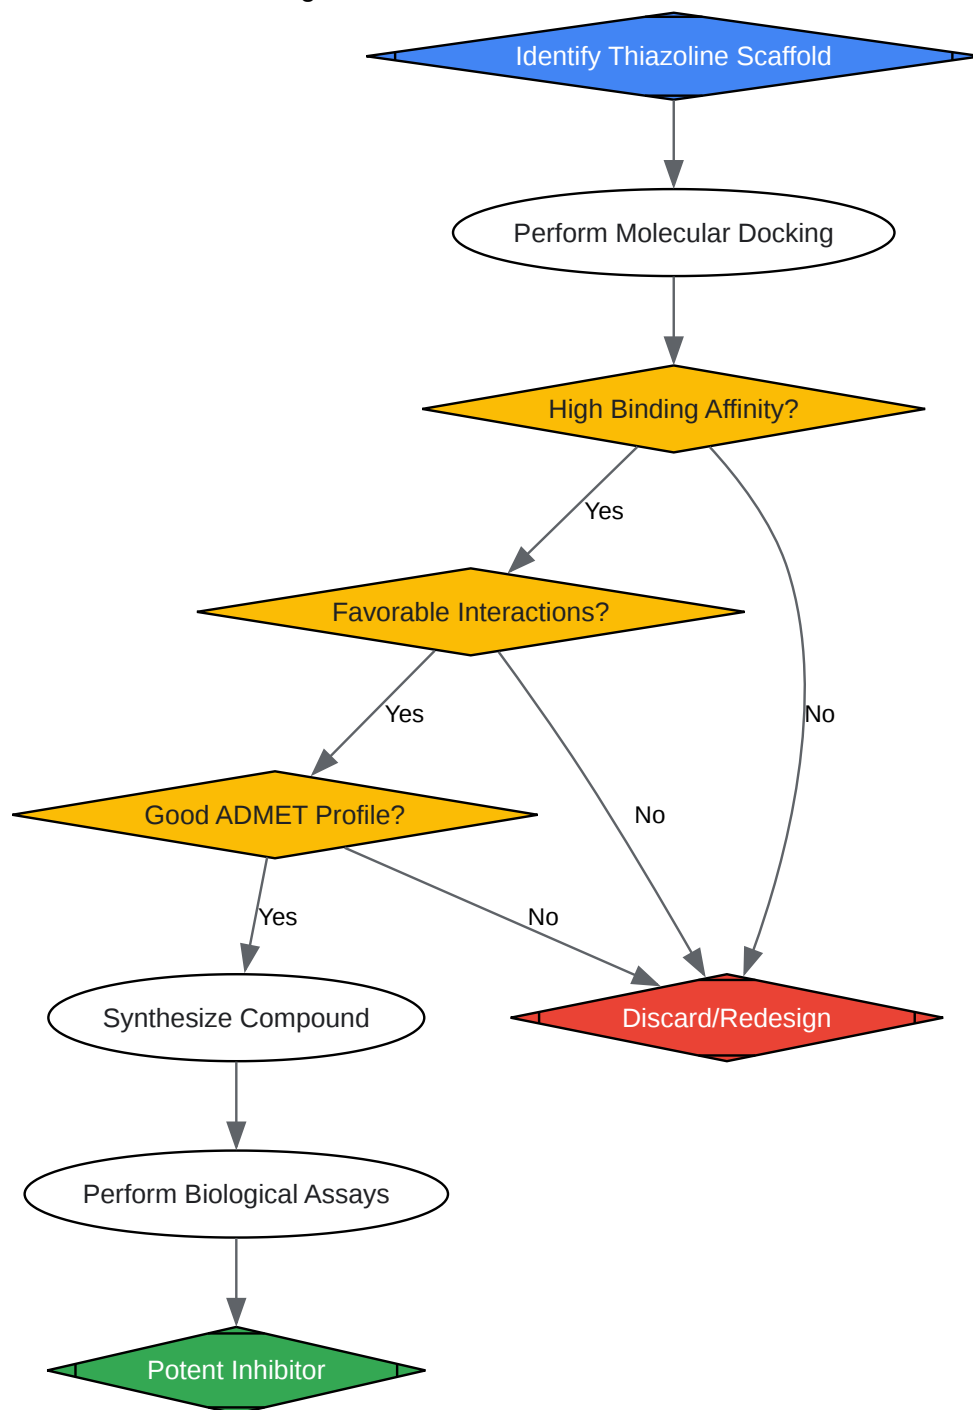 Identify Thiazoline Scaffold
Perform Molecular Docking
High Binding Affinity?
Yes
Favorable Interactions?
No
Yes
Good ADMET Profile?
No
Yes
No
Synthesize Compound
Discard/Redesign
Perform Biological Assays
Potent Inhibitor